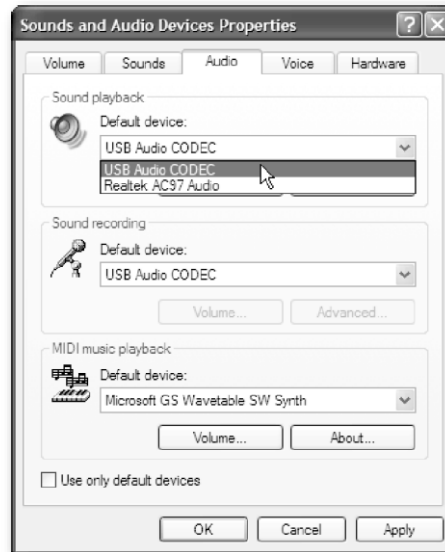 Sounds and Audio Devices Properties
Volume Sounds Audio Voice Hardware
Sound playback
Default device:
USB Audio CODEC
USB Audio CODEC
Realtek AC97 Audio
Sound recording
Default device:
USB Audio CODEC
Volume... Advanced...
MIDI music playback
Default device:
Microsoft GS Wavetable SW Synth
Volume... About...
Use only default devices
OK Cancel Apply